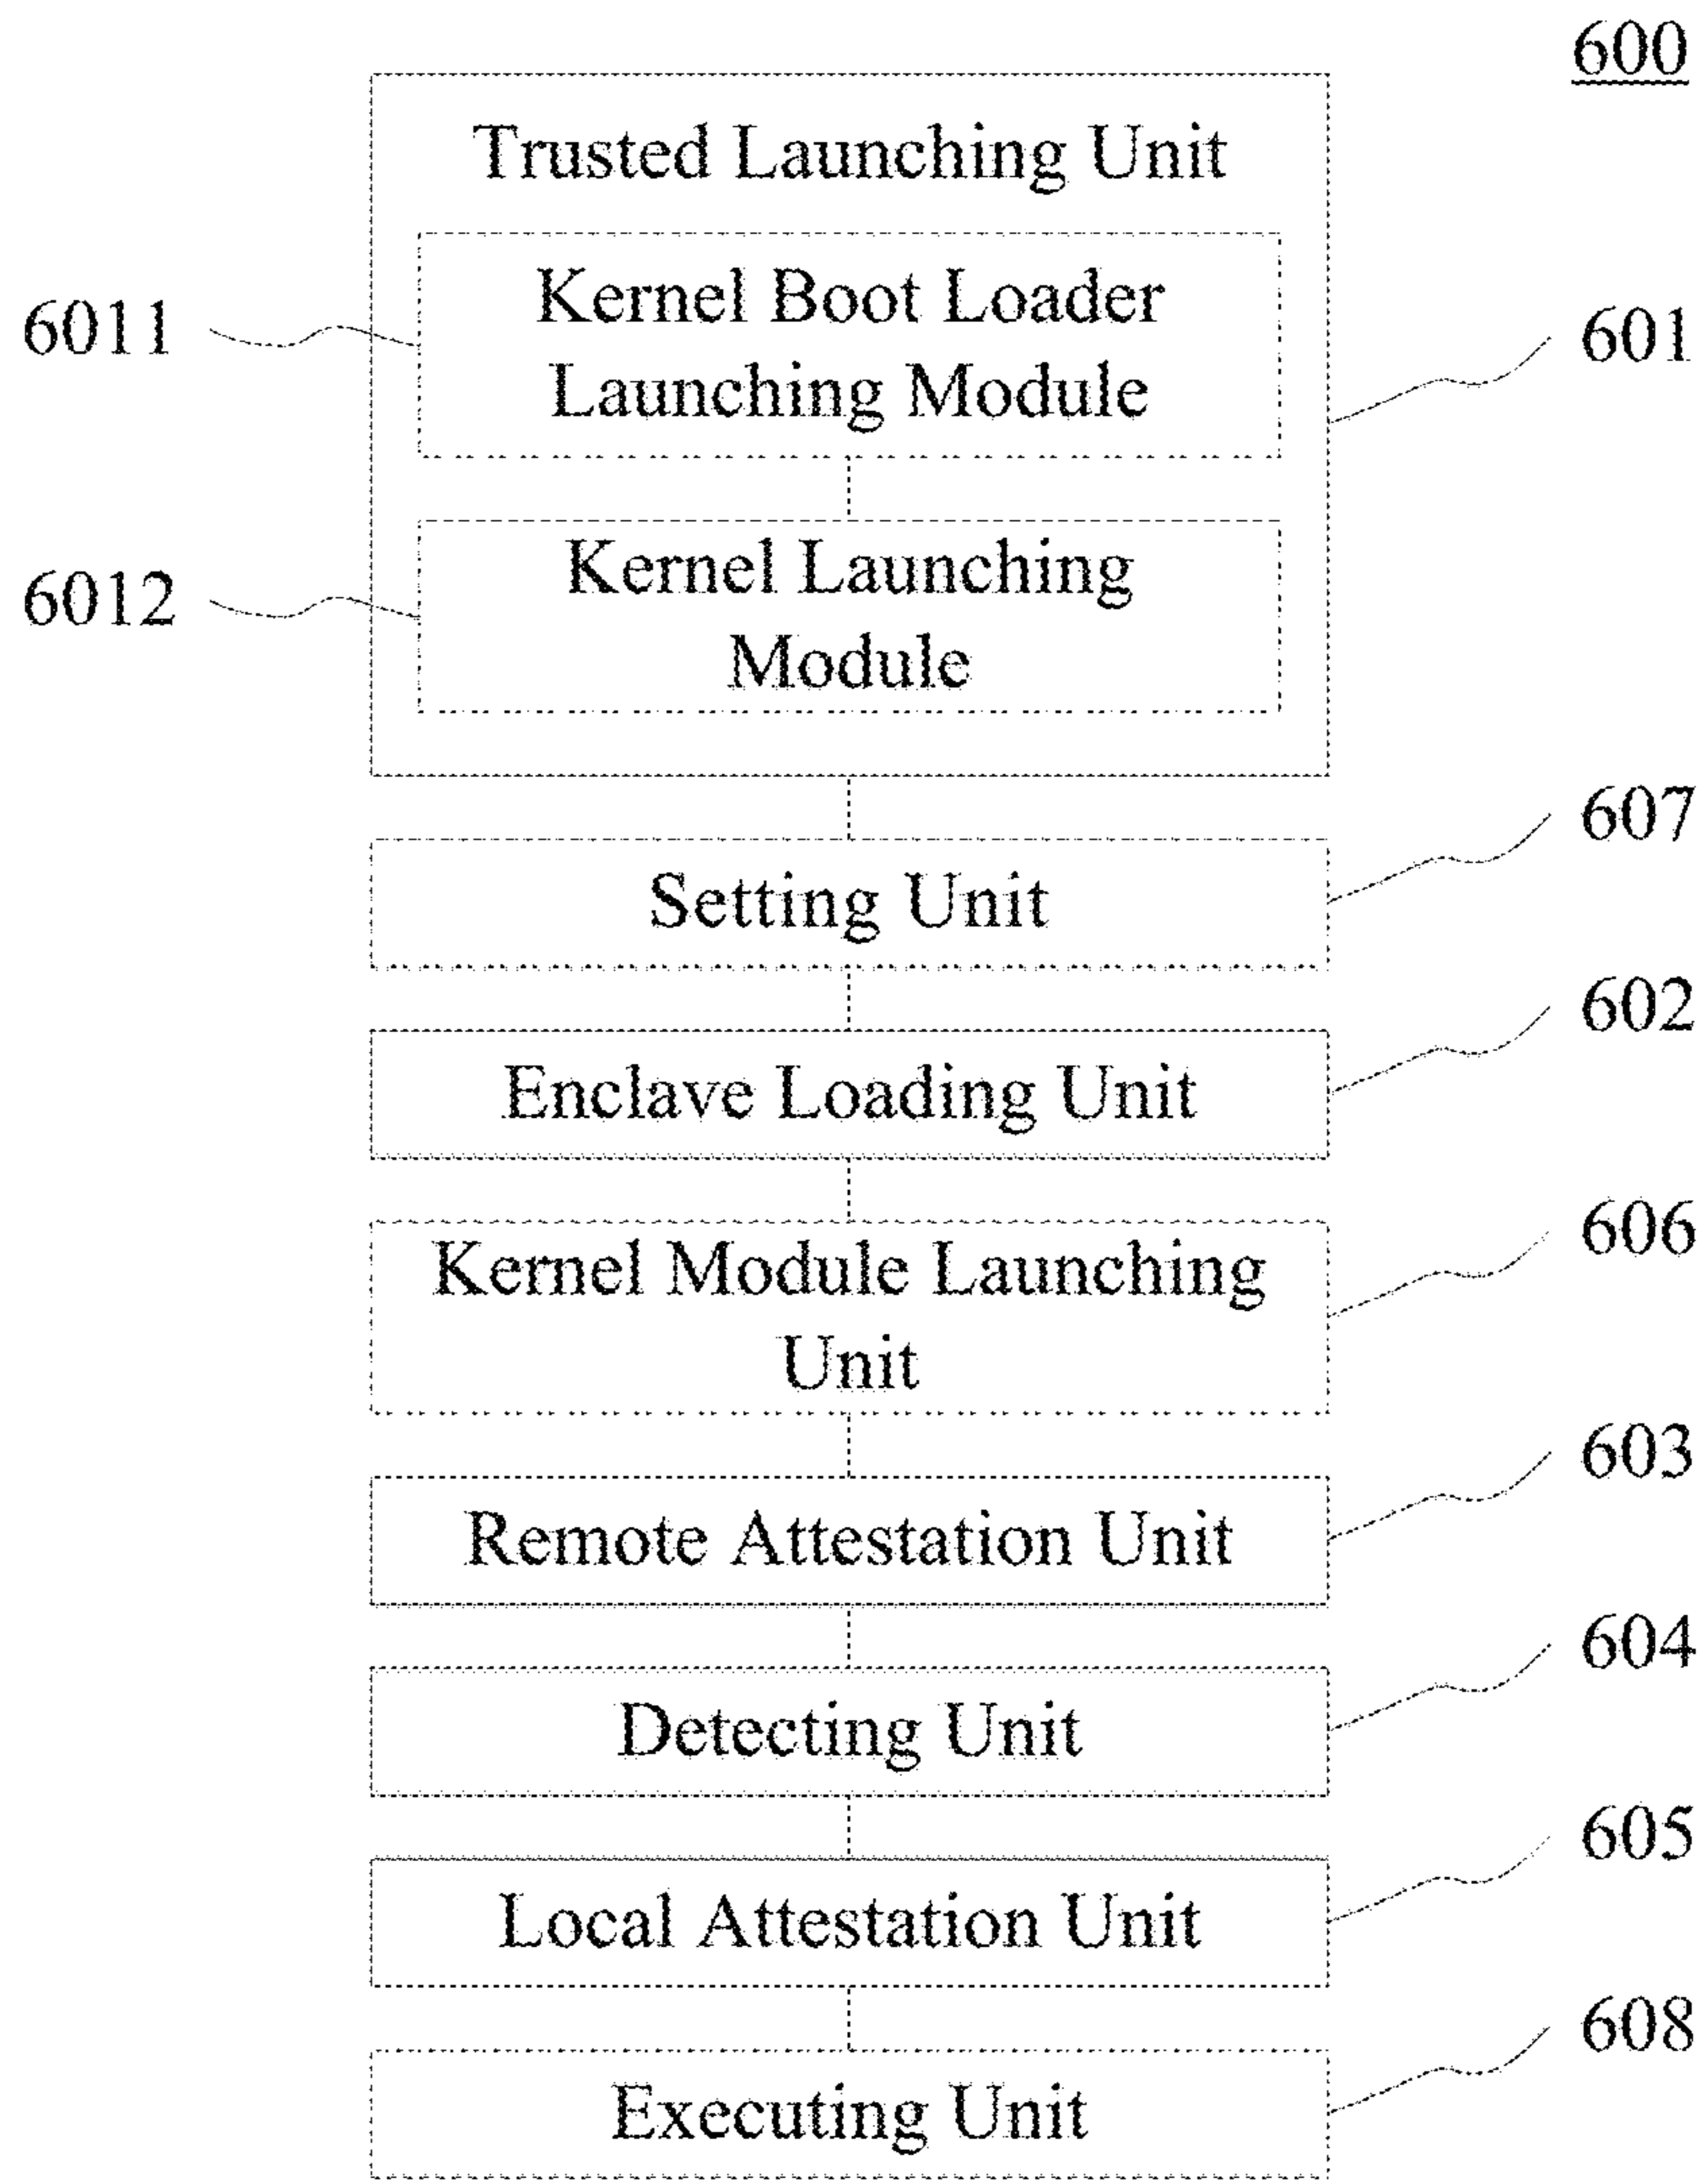 600
Trusted Launching Unit
Kernel Boot Loader
Launching Module
6011
601
Kernel Launching
Module
6012
607
Setting Unit
602
Enclave Loading Unit
606
Kernel Module Launching
Unit
603
Remote Attestation Unit
604
Detecting Unit
605
Local Attestation Unit
608
Executing Unit